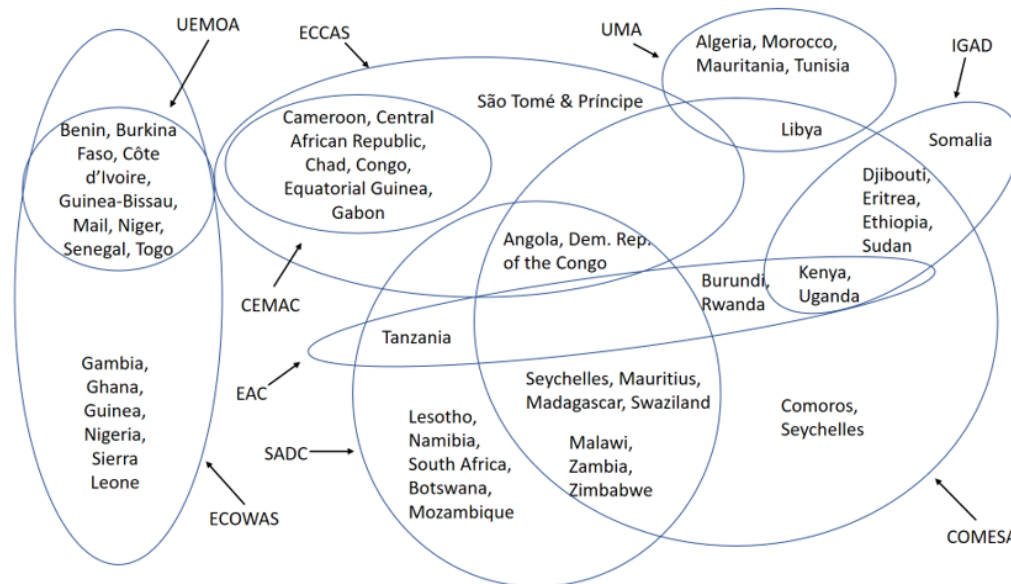 UEMOA
ECCAS
UMA
IGAD
Algeria, Morocco,
Mauritania, Tunisia
São Tomé & Príncipe
Benin, Burkina
Faso, Côte
d’Ivoire,
Guinea-Bissau,
Mail, Niger,
Senegal, Togo
Cameroon, Central
African Republic,
Chad, Congo,
Equatorial Guinea,
Gabon
Libya
Somalia
Djibouti,
Eritrea,
Ethiopia,
Sudan
Angola, Dem. Rep.
of the Congo
Burundi,
Rwanda
Kenya,
Uganda
CEMAC
Tanzania
EAC
Gambia,
Ghana,
Guinea,
Nigeria,
Sierra
Leone
Seychelles, Mauritius,
Madagascar, Swaziland
Comoros,
Seychelles
SADC
Lesotho,
Namibia,
South Africa,
Botswana,
Mozambique
Malawi,
Zambia,
Zimbabwe
ECOWAS
COMESA